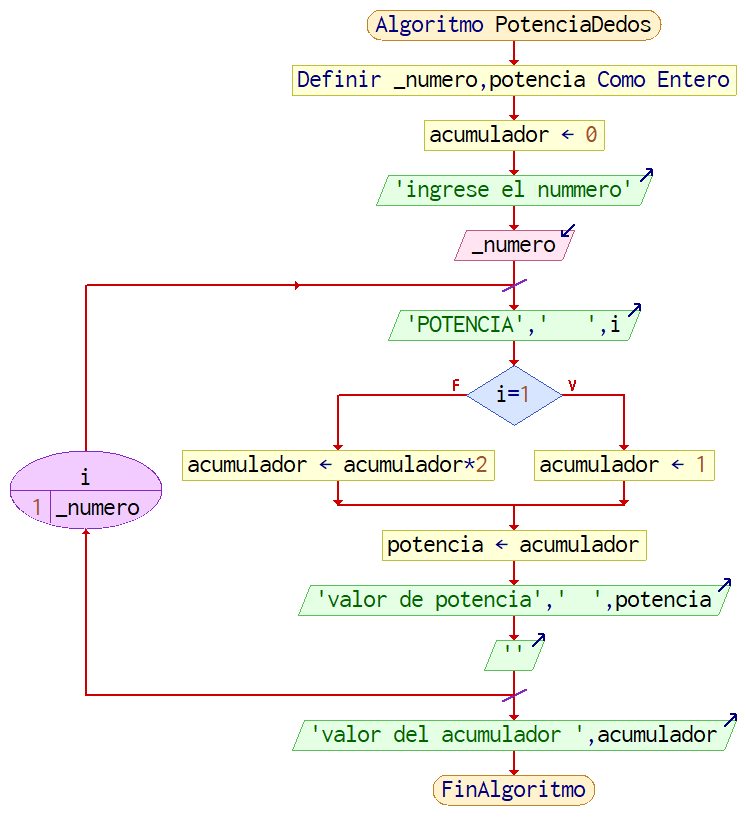 Algoritmo PotenciaDedos
Definir _numero,potencia Como Entero
acumulador ← 0
'ingrese el nummero'
_numero
'POTENCIA','   ',i
F
V
i=1
acumulador ← acumulador*2
acumulador ← 1
i
1 _numero
potencia ← acumulador
'valor de potencia','  ',potencia
''
'valor del acumulador ',acumulador
FinAlgoritmo